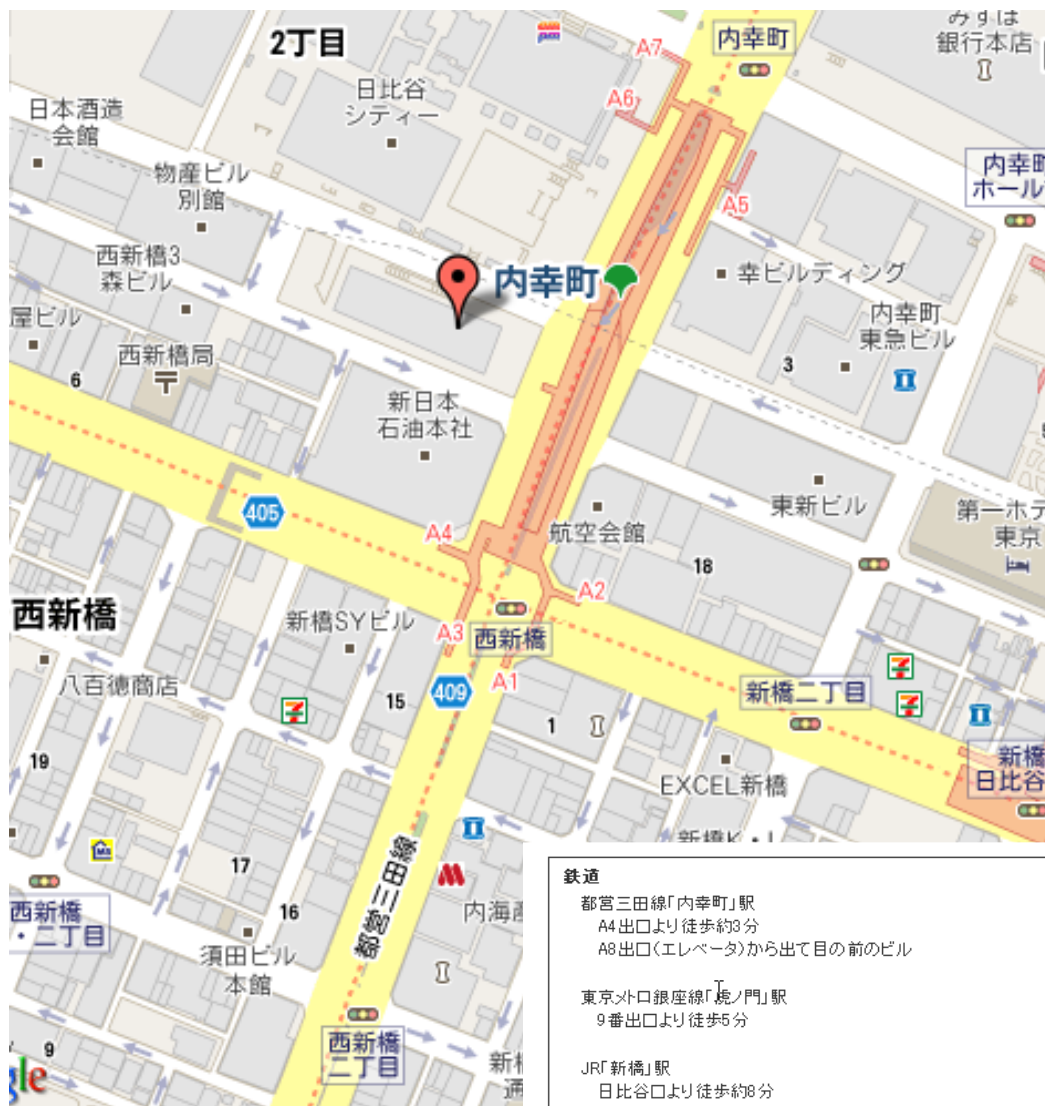 みずほ
銀行本店
2丁目
A7
内幸町
日比谷
シティー
A6
日本酒造
会館
物産ビル
別館
内幸町
ホール
A5
西新橋3
森ビル
内幸町
幸ビルディング
屋ビル
内幸町
東急ビル
西新橋局
6
3
新日本
石油本社
405
東新ビル
第一ホテ
東京
航空会館
A4
18
A2
西新橋
新橋SYビル
A3
西新橋
A1
八百徳商店
409
新橋二丁目
15
1
19
EXCEL新橋
新橋
日比谷
新橋K・I
17
都営三田線
16
内海産
西新橋
・二丁目
須田ビル
本館
9
西新橋
二丁目
新橋
通
gle
鉄道
都営三田線「内幸町」駅
A4出口より徒歩約3分
A8出口(エレベータ)から出て目の前のビル
東京メトロ銀座線「虎ノ門」駅
9番出口より徒歩5分
JR「新橋」駅
日比谷口より徒歩約8分